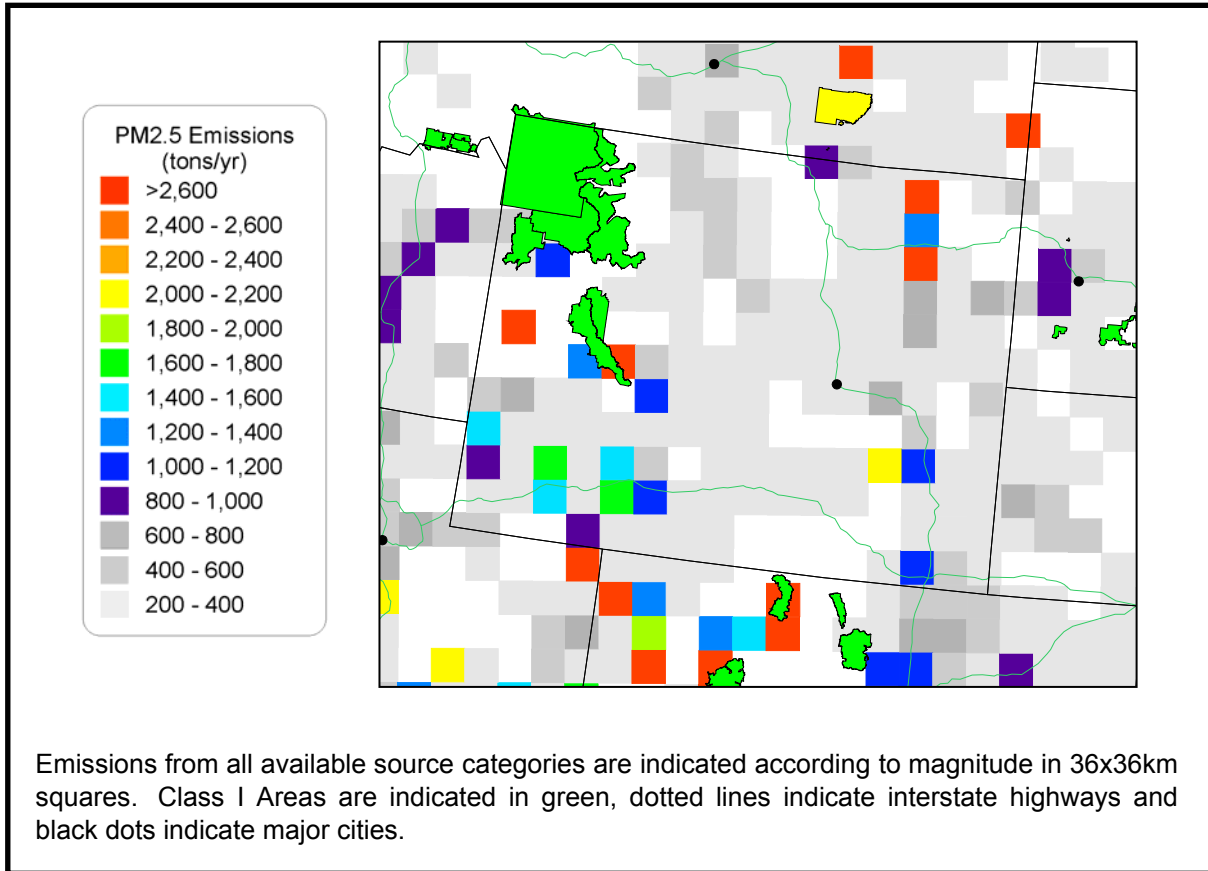 PM2.5 Emissions
(tons/yr)
>2,600
2,400 - 2,600
2,200 - 2,400
2,000 - 2,200
1,800 - 2,000
1,600 - 1,800
1,400 - 1,600
1,200 - 1,400
1,000 - 1,200
800 - 1,000
600 - 800
400 - 600
200 - 400
Emissions from all available source categories are indicated according to magnitude in 36x36km
squares. Class I Areas are indicated in green, dotted lines indicate interstate highways and
black dots indicate major cities.